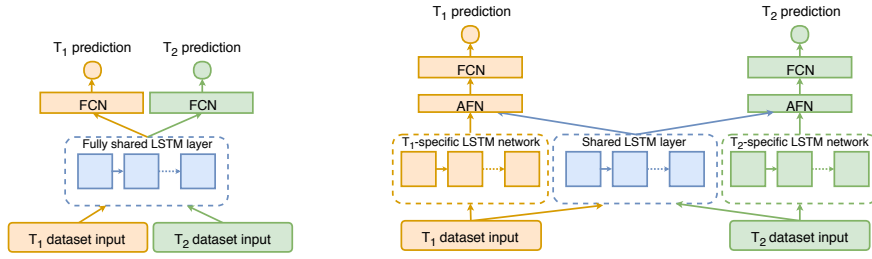 T₁ prediction
T₂ prediction
FCN
FCN
Fully shared LSTM layer
T₁ dataset input
T₂ dataset input
T₁ prediction
T₂ prediction
FCN
FCN
AFN
AFN
T₁-specific LSTM network
Shared LSTM layer
T₂-specific LSTM network
T₁ dataset input
T₂ dataset input